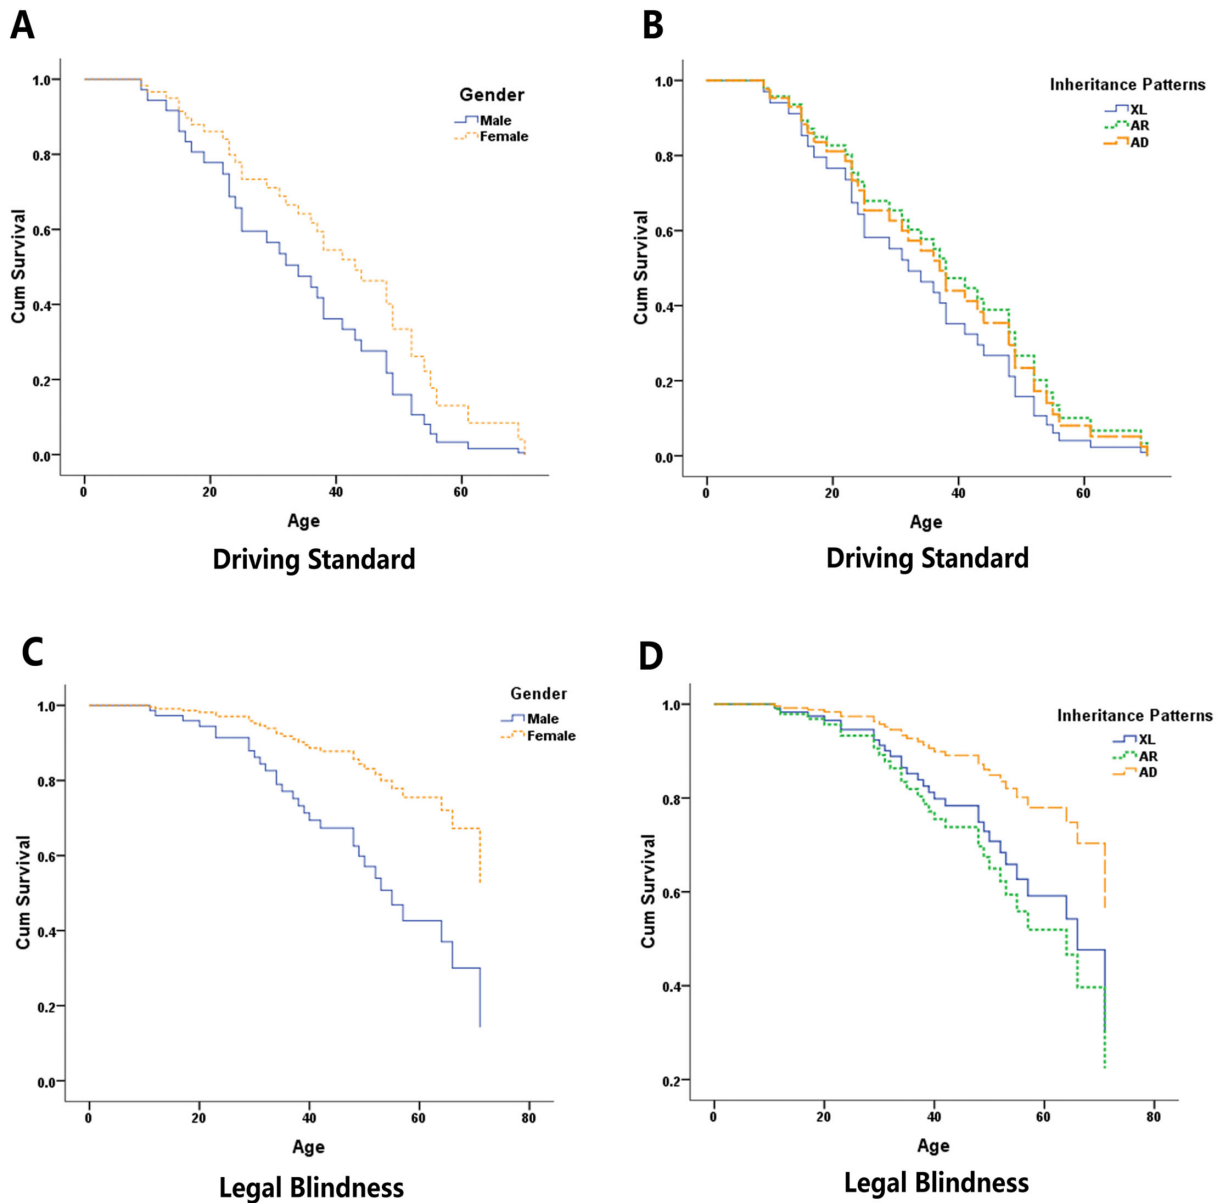 A
Gender
Male
Female
1.0
0.8
0.6
0.4
0.2
0.0
Cum Survival
0 20 40 60
Age
Driving Standard
B
Inheritance Patterns
XL
AR
AD
1.0
0.8
0.6
0.4
0.2
0.0
Cum Survival
0 20 40 60
Age
Driving Standard
C
Gender
Male
Female
1.0
0.8
0.6
0.4
0.2
0.0
Cum Survival
0 20 40 60 80
Age
Legal Blindness
D
Inheritance Patterns
XL
AR
AD
1.0
0.8
0.6
0.4
0.2
Cum Survival
0 20 40 60 80
Age
Legal Blindness